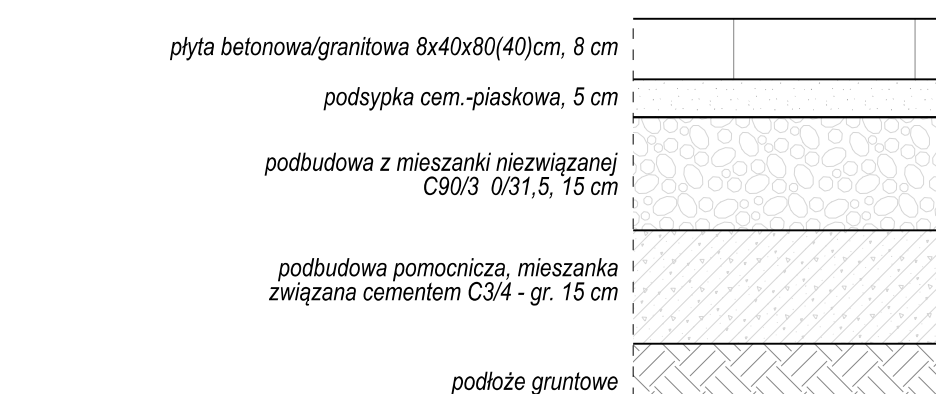 płyta betonowa/granitowa 8x40x80(40)cm, 8 cm
podsypka cem.-piaskowa, 5 cm
podbudowa z mieszanki niezwiązanej
C90/3 0/31,5, 15 cm
podbudowa pomocnicza, mieszanka
związana cementem C3/4 - gr. 15 cm
podłoże gruntowe